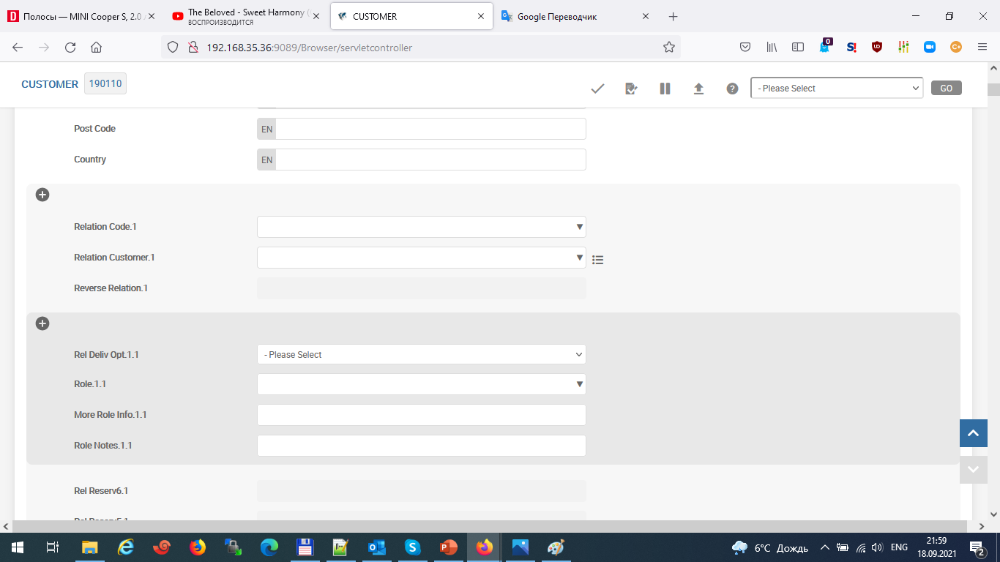 Полосы — MINI Cooper S, 2.0
The Beloved - Sweet Harmony
ВОСПРОИЗВОДИТСЯ
CUSTOMER
Google Переводчик
192.168.35.36:9089/Browser/servletcontroller
0
CUSTOMER 190110
- Please Select
GO
Post Code
EN
Country
EN
Relation Code.1
Relation Customer.1
Reverse Relation.1
Rel Deliv Opt.1.1
- Please Select
Role.1.1
More Role Info.1.1
Role Notes.1.1
Rel Reserv6.1
6°C Дождь
ENG
21:59
18.09.2021
2